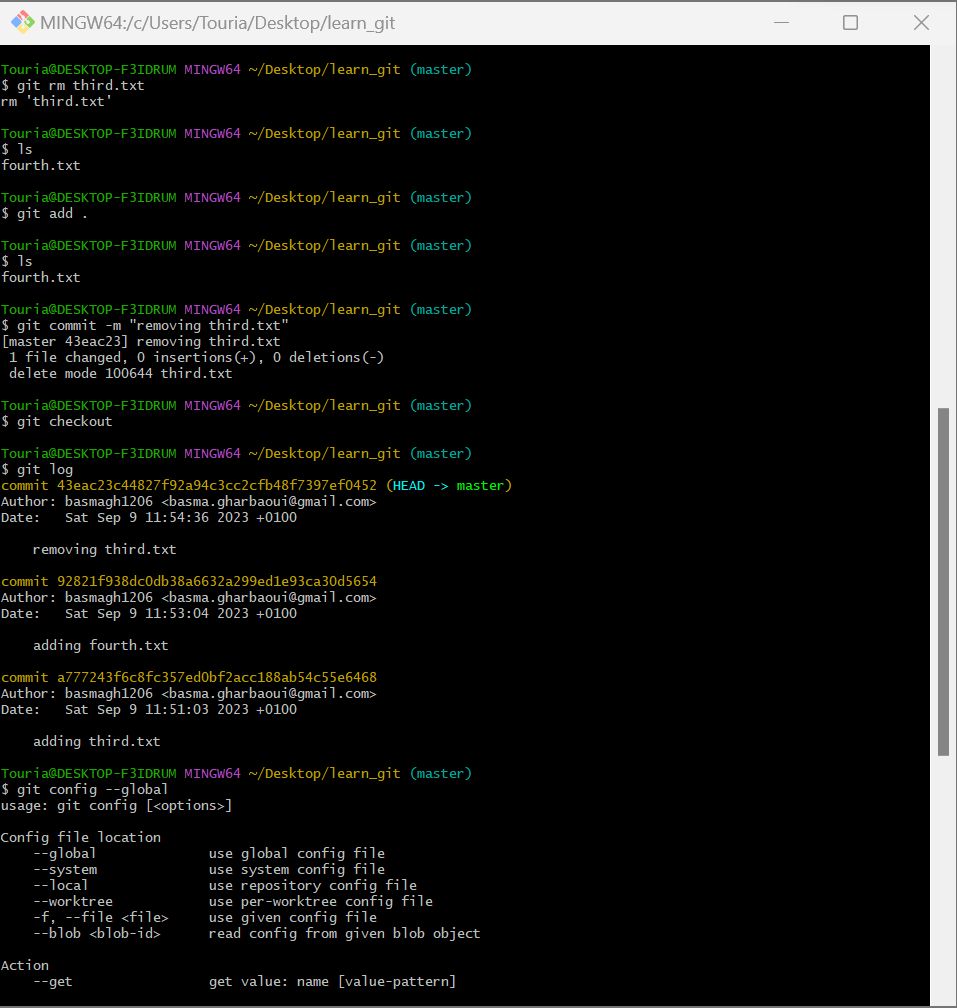 MINGW64:/c/Users/Touria/Desktop/learn_git
Touria@DESKTOP-F3IDRUM MINGW64 ~/Desktop/learn_git (master)
$ git rm third.txt
rm 'third.txt'
Touria@DESKTOP-F3IDRUM MINGW64 ~/Desktop/learn_git (master)
$ ls
fourth.txt
Touria@DESKTOP-F3IDRUM MINGW64 ~/Desktop/learn_git (master)
$ git add .
Touria@DESKTOP-F3IDRUM MINGW64 ~/Desktop/learn_git (master)
$ ls
fourth.txt
Touria@DESKTOP-F3IDRUM MINGW64 ~/Desktop/learn_git (master)
$ git commit -m "removing third.txt"
[master 43eac23] removing third.txt
 1 file changed, 0 insertions(+), 0 deletions(-)
 delete mode 100644 third.txt
Touria@DESKTOP-F3IDRUM MINGW64 ~/Desktop/learn_git (master)
$ git checkout
Touria@DESKTOP-F3IDRUM MINGW64 ~/Desktop/learn_git (master)
$ git log
commit 43eac23c44827f92a94c3cc2cfb48f7397ef0452 (HEAD -> master)
Author: basmagh1206 <basma.gharbaoui@gmail.com>
Date:   Sat Sep 9 11:54:36 2023 +0100
    removing third.txt
commit 92821f938dc0db38a6632a299ed1e93ca30d5654
Author: basmagh1206 <basma.gharbaoui@gmail.com>
Date:   Sat Sep 9 11:53:04 2023 +0100
    adding fourth.txt
commit a777243f6c8fc357ed0bf2acc188ab54c55e6468
Author: basmagh1206 <basma.gharbaoui@gmail.com>
Date:   Sat Sep 9 11:51:03 2023 +0100
    adding third.txt
Touria@DESKTOP-F3IDRUM MINGW64 ~/Desktop/learn_git (master)
$ git config --global
usage: git config [<options>]
Config file location
    --global              use global config file
    --system              use system config file
    --local               use repository config file
    --worktree            use per-worktree config file
    -f, --file <file>     use given config file
    --blob <blob-id>      read config from given blob object
Action
    --get                 get value: name [value-pattern]